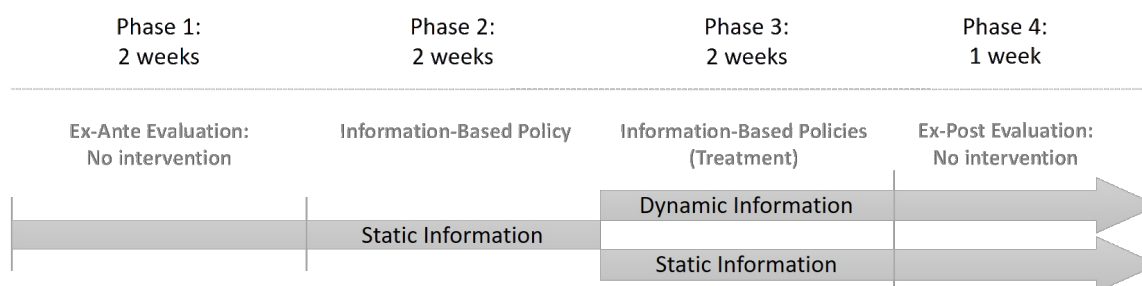 Phase 1:
2 weeks
Phase 2:
2 weeks
Phase 3:
2 weeks
Phase 4:
1 week
Ex-Ante Evaluation:
No intervention
Information-Based Policy
Information-Based Policies
(Treatment)
Ex-Post Evaluation:
No intervention
Dynamic Information
Static Information
Static Information